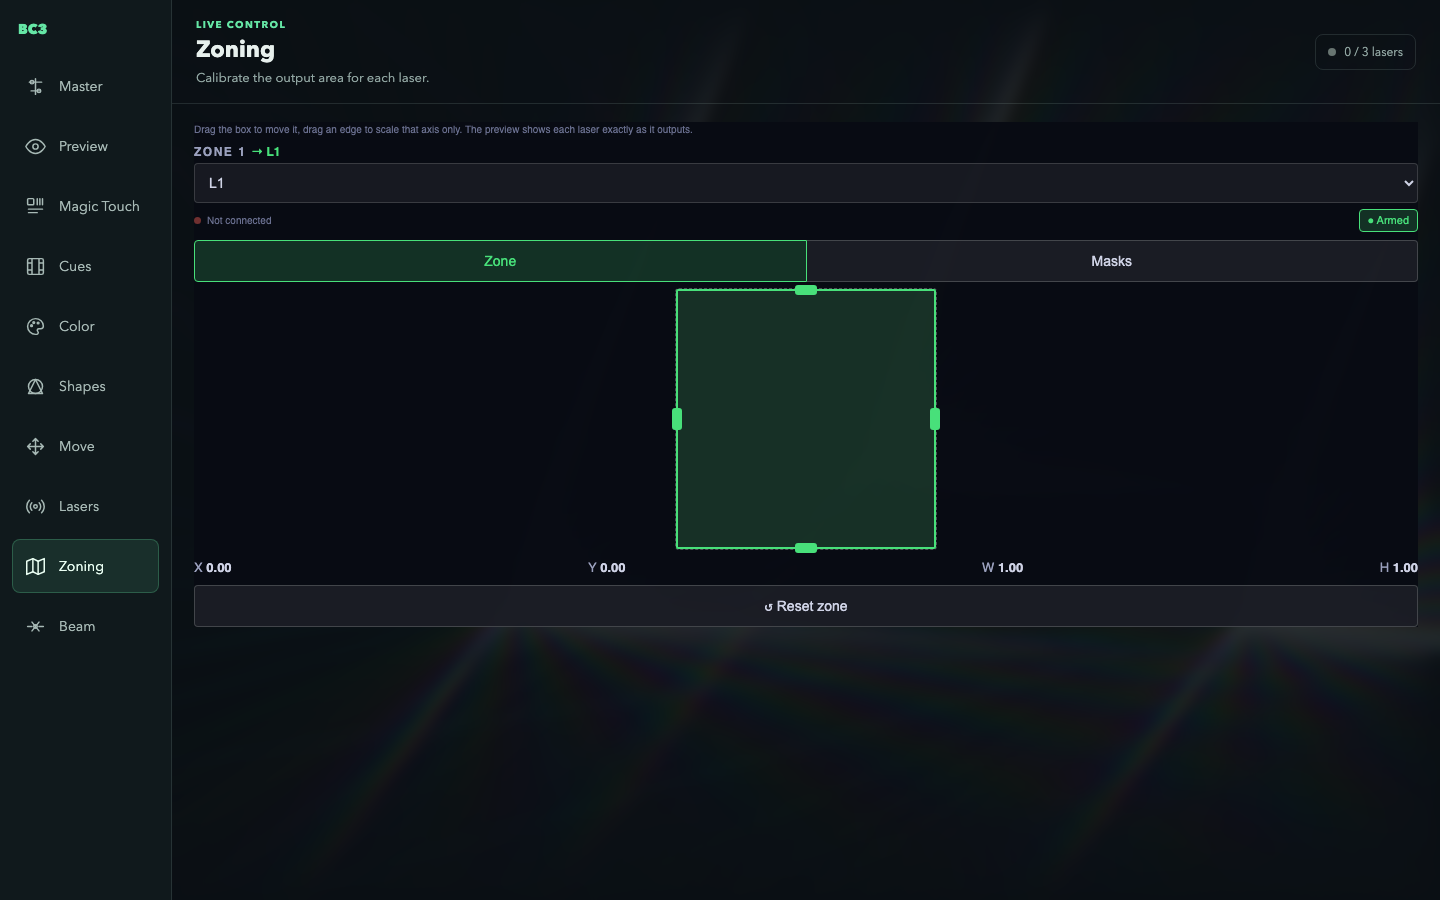 BC3
Master
Preview
Magic Touch
Cues
Color
Shapes
Move
Lasers
Zoning
Beam
LIVE CONTROL
Zoning
Calibrate the output area for each laser.
0 / 3 lasers
Drag the box to move it, drag an edge to scale that axis only. The preview shows each laser exactly as it outputs.
ZONE 1 → L1
L1
Not connected
● Armed
Zone
Masks
X 0.00
Y 0.00
W 1.00
H 1.00
↺ Reset zone